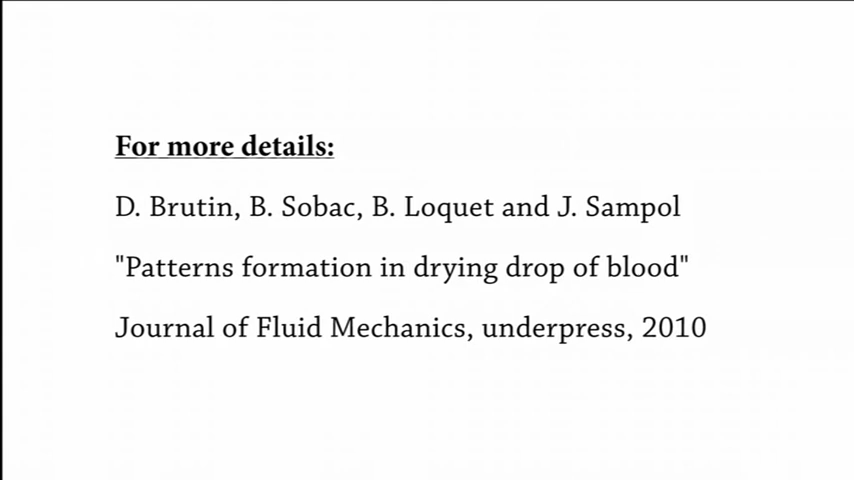 For more details:
D. Brutin, B. Sobac, B. Loquet and J. Sampol
"Patterns formation in drying drop of blood"
Journal of Fluid Mechanics, underpress, 2010